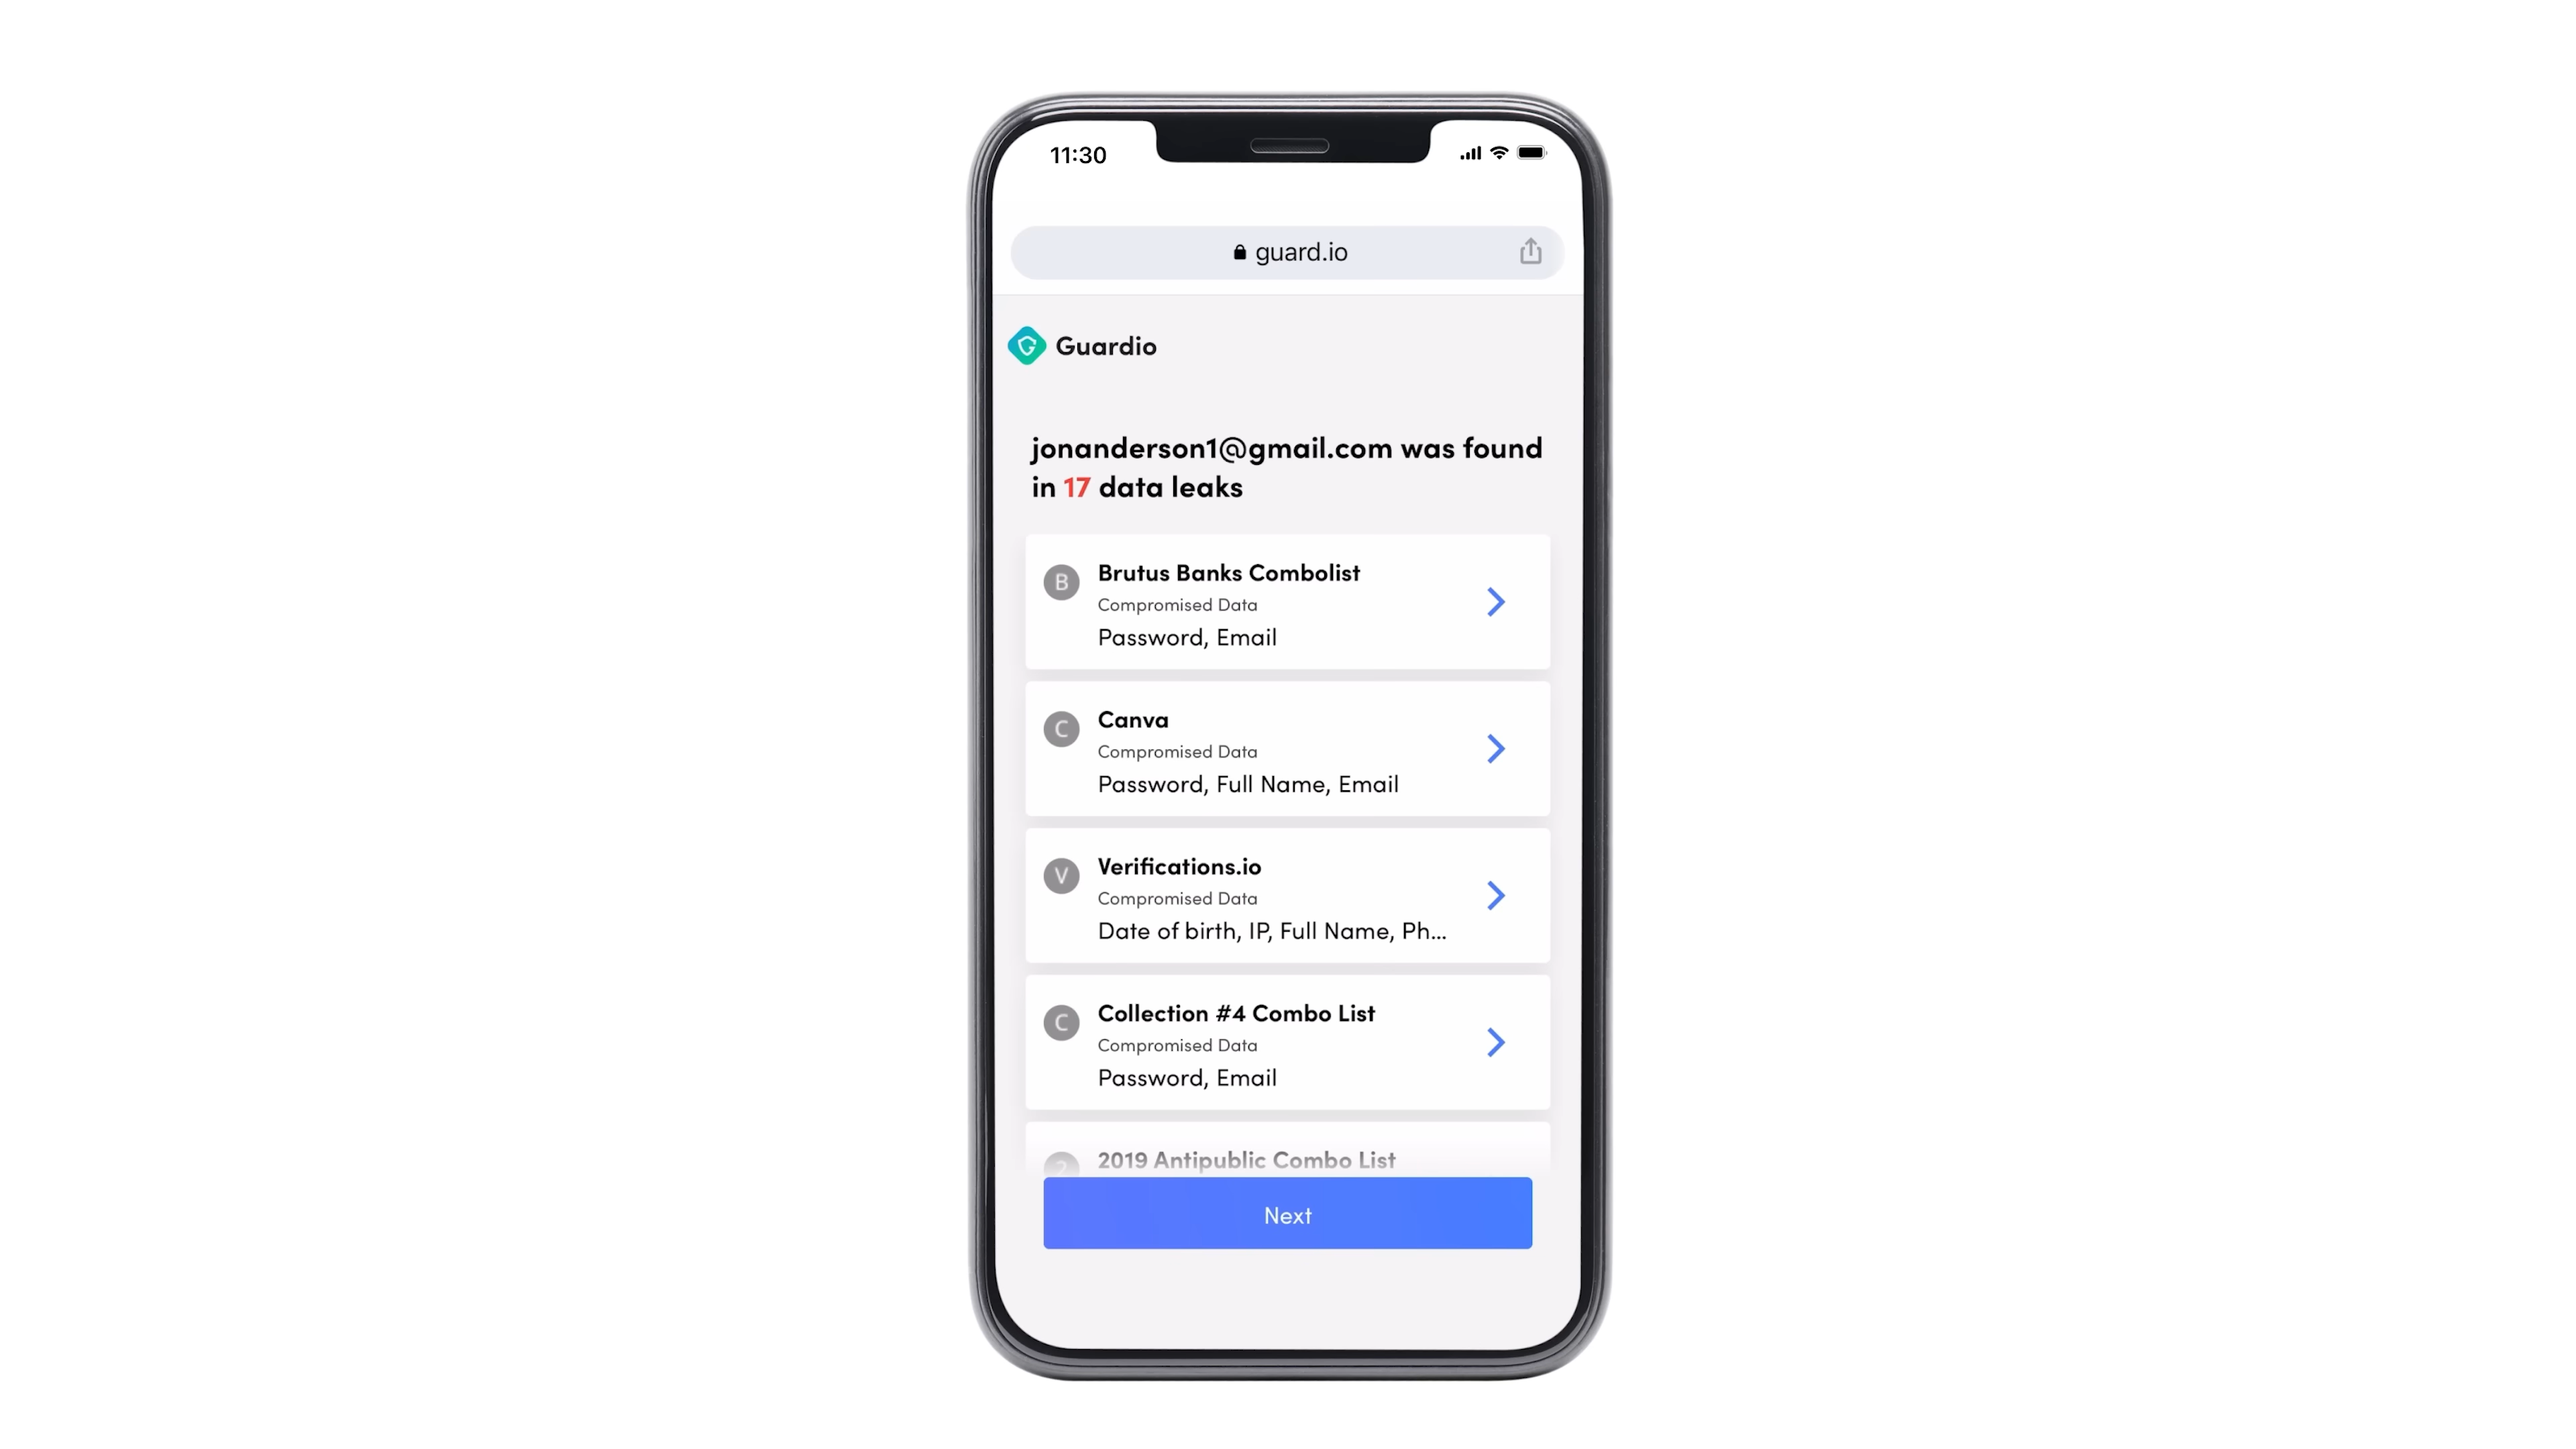 11:30
guard.io
Guardio
jonanderson1@gmail.com was found
in 17 data leaks
B
Brutus Banks Combolist
Compromised Data
Password, Email
C
Canva
Compromised Data
Password, Full Name, Email
V
Verifications.io
Compromised Data
Date of birth, IP, Full Name, Ph...
C
Collection #4 Combo List
Compromised Data
Password, Email
2
2019 Antipublic Combo List
Next